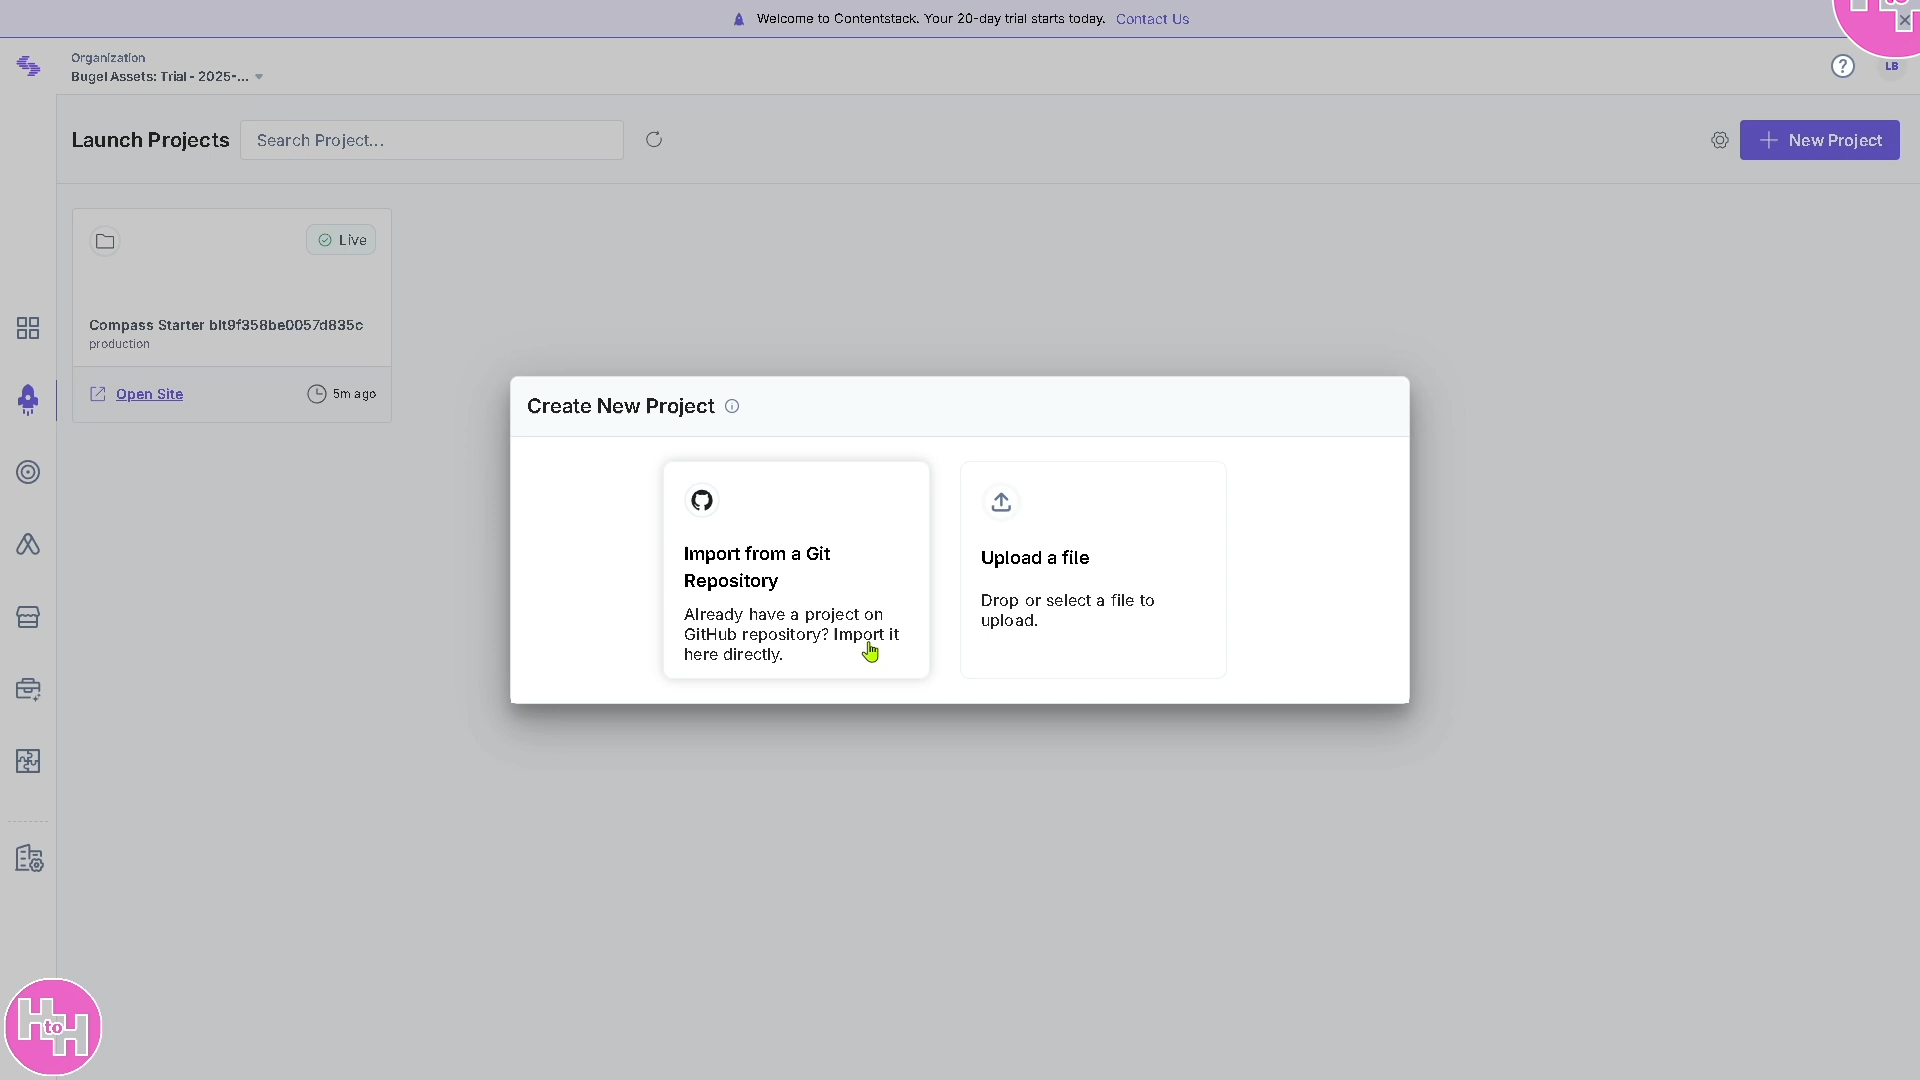 Welcome to Contentstack. Your 20-day trial starts today. Contact Us
Organization
Bugel Assets: Trial - 2025-...
LB
Launch Projects
Search Project...
New Project
Live
Compass Starter blt9f358be0057d835c
production
Open Site
5m ago
Create New Project
Import from a Git
Repository
Already have a project on
GitHub repository? Import it
here directly.
Upload a file
Drop or select a file to
upload.
H to H